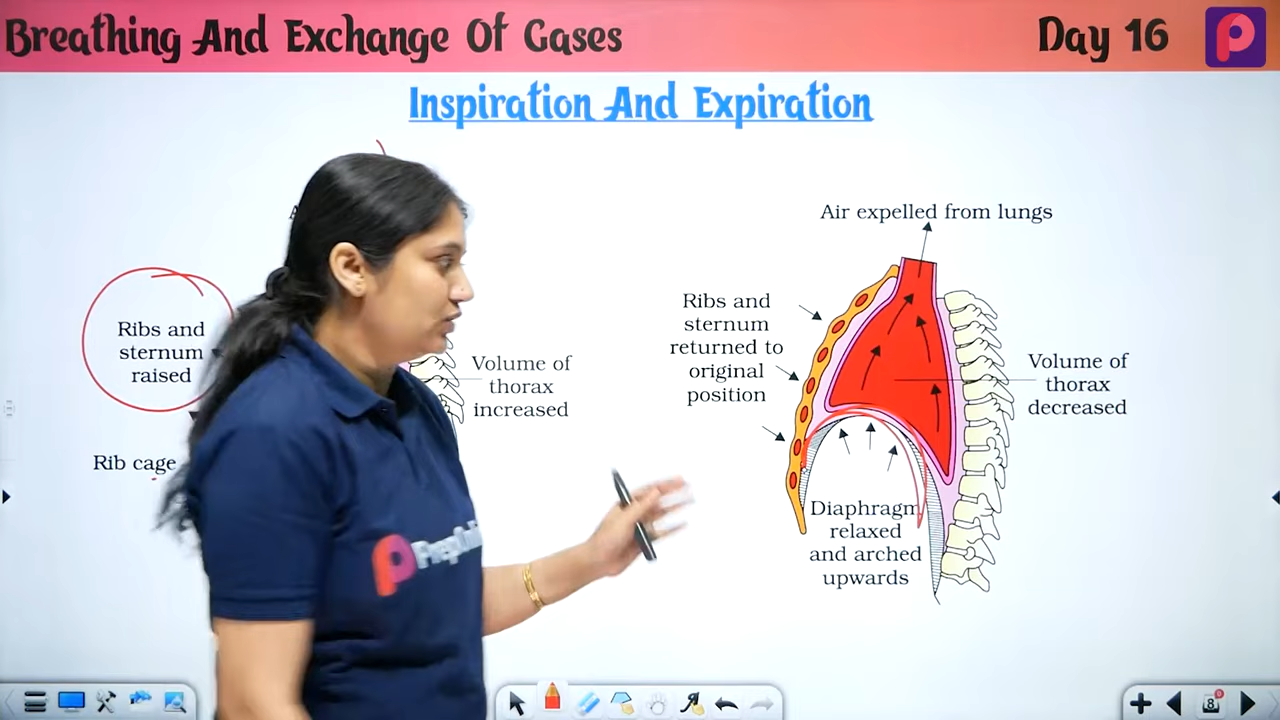 Breathing And Exchange Of Gases
Day 16
Inspiration And Expiration
Ribs and
sternum
raised
Rib cage
Volume of
thorax
increased
Air expelled from lungs
Ribs and
sternum
returned to
original
position
Volume of
thorax
decreased
Diaphragm
relaxed
and arched
upwards
8